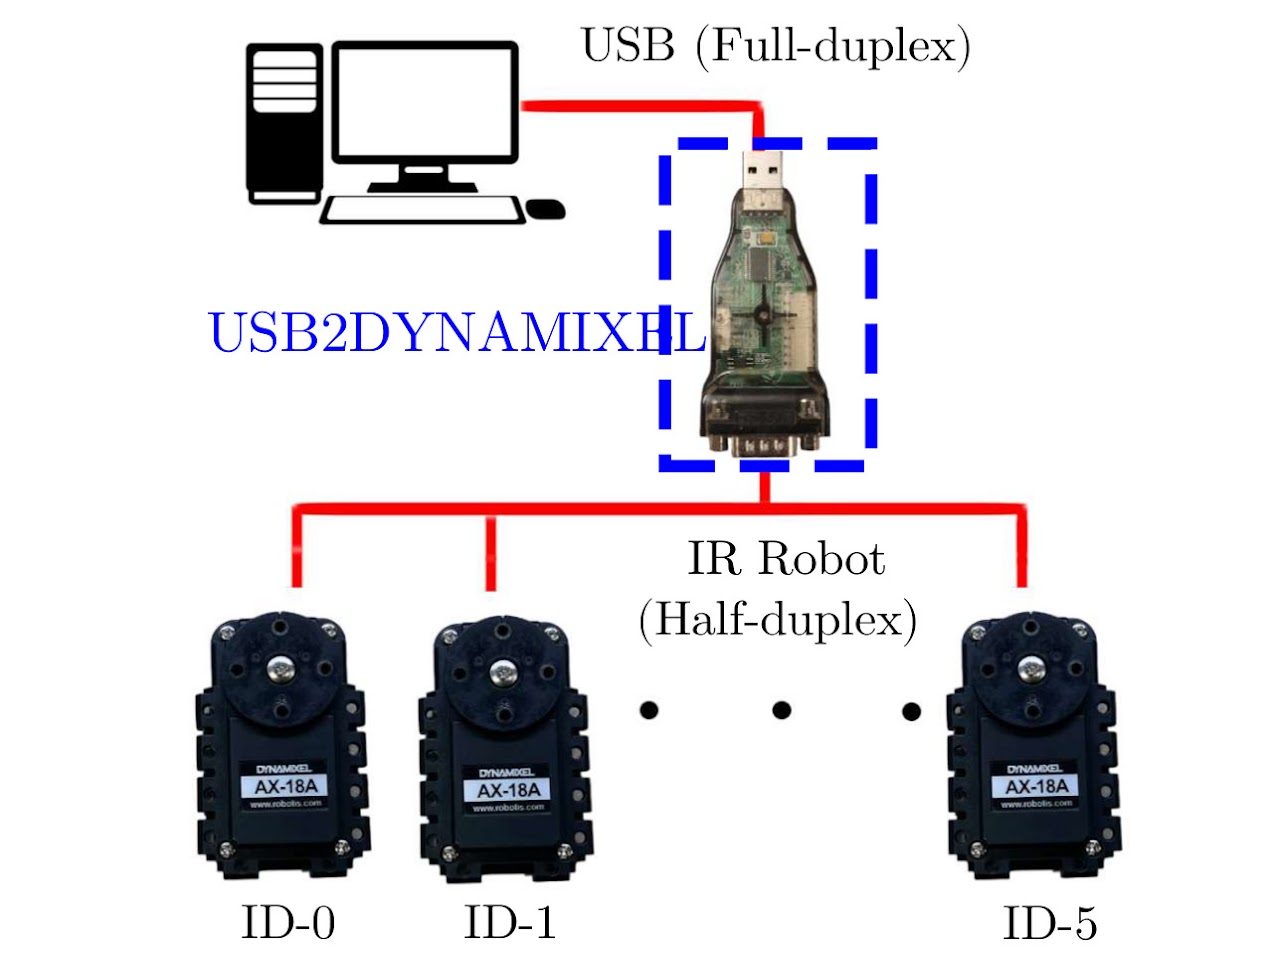 USB (Full-duplex)
USB2DYNAMIXEL
IR Robot
(Half-duplex)
DYNAMIXEL
AX-18A
www.robotis.com
DYNAMIXEL
AX-18A
www.robotis.com
DYNAMIXEL
AX-18A
www.robotis.com
ID-0
ID-1
ID-5